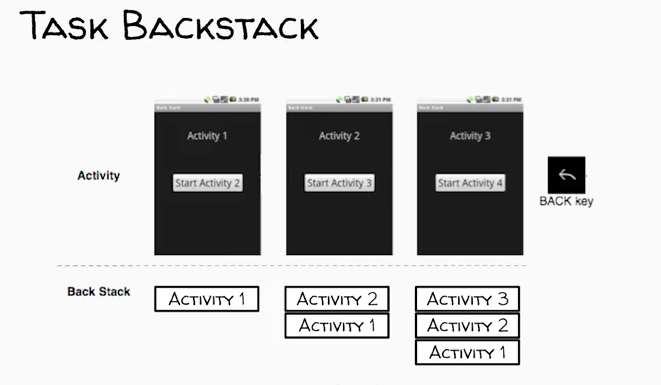 TASK BACKSTACK
3:30 PM
3:31 PM
3:31 PM
Back Stack
Back Stack
Back Stack
Activity 1
Activity 2
Activity 3
Activity
Start Activity 2
Start Activity 3
Start Activity 4
BACK key
Back Stack
ACTIVITY 1
ACTIVITY 2
ACTIVITY 3
ACTIVITY 1
ACTIVITY 2
ACTIVITY 1